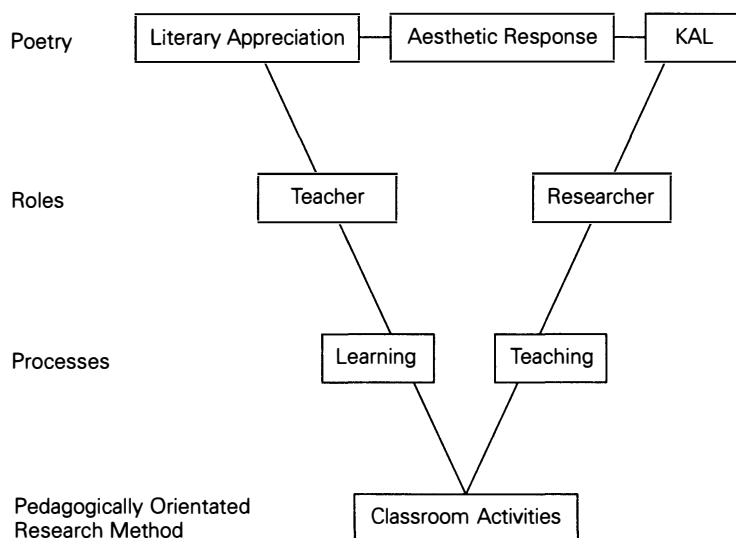 Poetry Literary Appreciation Aesthetic Response KAL
Roles Teacher Researcher
Processes Learning Teaching
Pedagogically Orientated
Research Method Classroom Activities